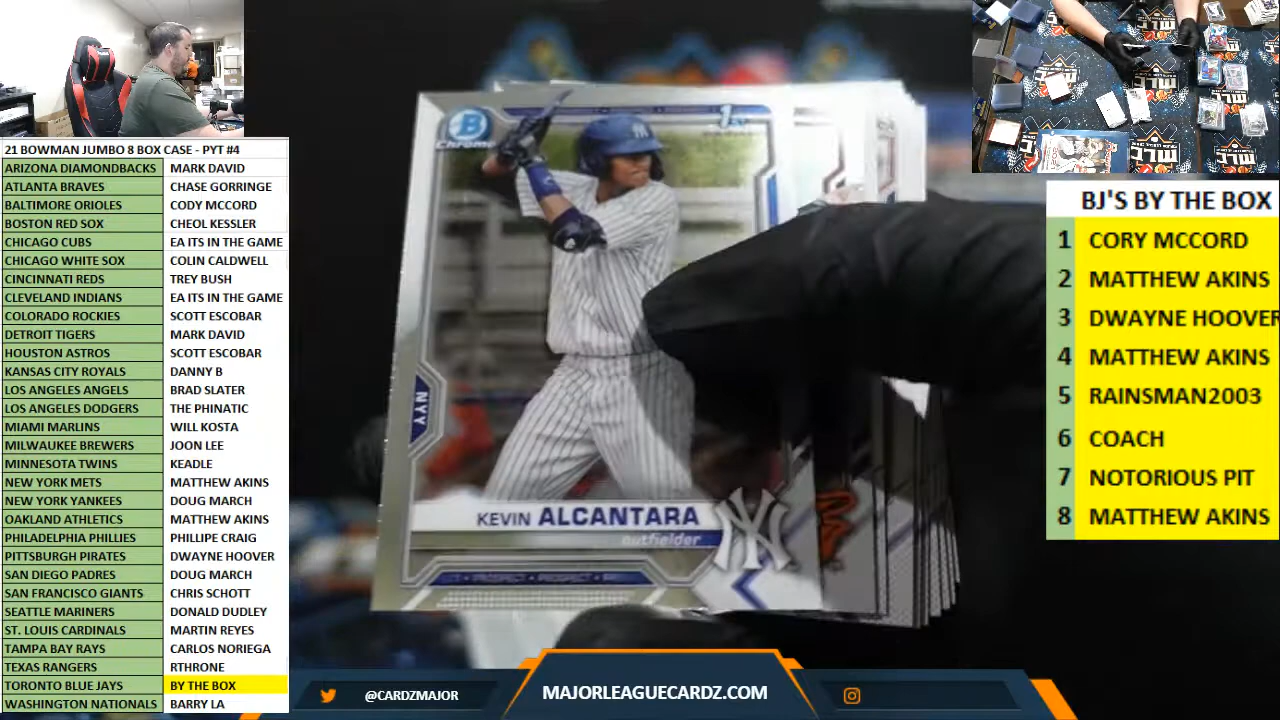 21 BOWMAN JUMBO 8 BOX CASE - PYT #4
ARIZONA DIAMONDBACKS MARK DAVID
ATLANTA BRAVES CHASE GORRINGE
BALTIMORE ORIOLES CODY MCCORD
BOSTON RED SOX CHEOL KESSLER
CHICAGO CUBS EA ITS IN THE GAME
CHICAGO WHITE SOX COLIN CALDWELL
CINCINNATI REDS TREY BUSH
CLEVELAND INDIANS EA ITS IN THE GAME
COLORADO ROCKIES SCOTT ESCOBAR
DETROIT TIGERS MARK DAVID
HOUSTON ASTROS SCOTT ESCOBAR
KANSAS CITY ROYALS DANNY B
LOS ANGELES ANGELS BRAD SLATER
LOS ANGELES DODGERS THE PHINATIC
MIAMI MARLINS WILL KOSTA
MILWAUKEE BREWERS JOON LEE
MINNESOTA TWINS KEADLE
NEW YORK METS MATTHEW AKINS
NEW YORK YANKEES DOUG MARCH
OAKLAND ATHLETICS MATTHEW AKINS
PHILADELPHIA PHILLIES PHILLIPE CRAIG
PITTSBURGH PIRATES DWAYNE HOOVER
SAN DIEGO PADRES DOUG MARCH
SAN FRANCISCO GIANTS CHRIS SCHOTT
SEATTLE MARINERS DONALD DUDLEY
ST. LOUIS CARDINALS MARTIN REYES
TAMPA BAY RAYS CARLOS NORIEGA
TEXAS RANGERS RTHRONE
TORONTO BLUE JAYS BY THE BOX
WASHINGTON NATIONALS BARRY LA
B
Chrome
1ST
NY
NYY
KEVIN ALCANTARA
outfielder
NY
PROSPECT
@CARDZMAJOR
MAJORLEAGUECARDZ.COM
MLC
BJ'S BY THE BOX
1 CORY MCCORD
2 MATTHEW AKINS
3 DWAYNE HOOVER
4 MATTHEW AKINS
5 RAINSMAN2003
6 COACH
7 NOTORIOUS PIT
8 MATTHEW AKINS